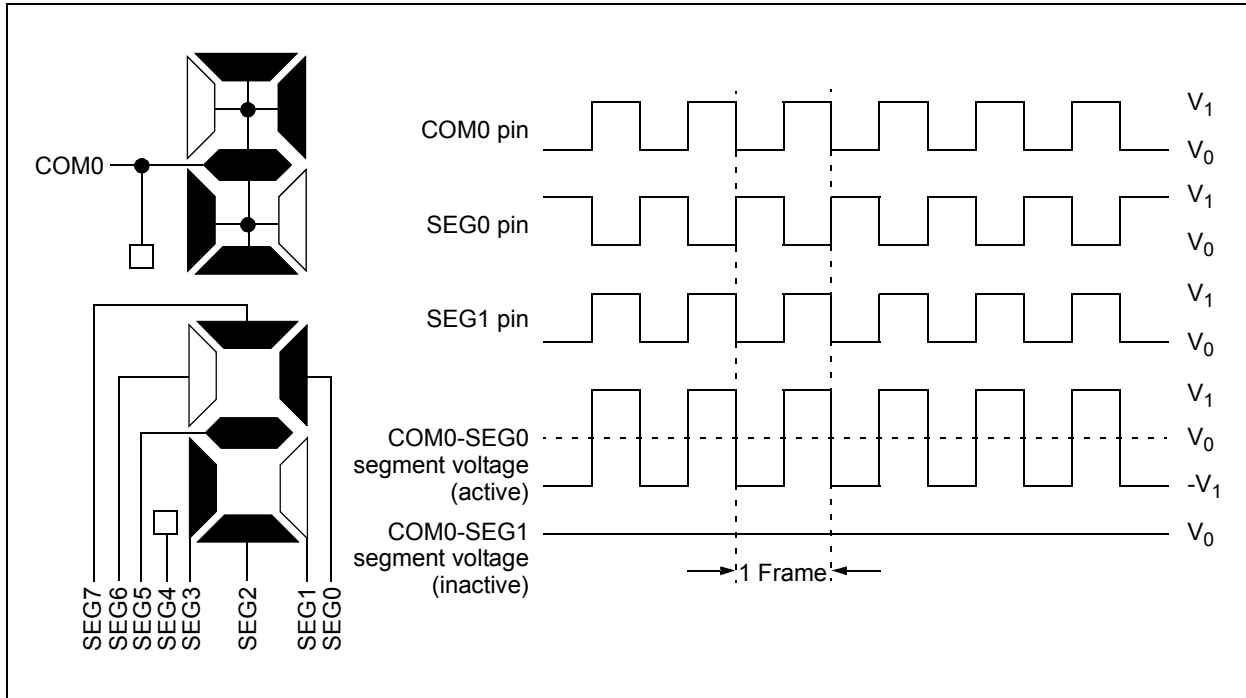 COM0
SEG7
SEG6
SEG5
SEG4
SEG3
SEG2
SEG1
SEG0
COM0 pin
V1
V0
SEG0 pin
V1
V0
SEG1 pin
V1
V0
COM0-SEG0
segment voltage
(active)
V1
V0
-V1
COM0-SEG1
segment voltage
(inactive)
V0
1 Frame